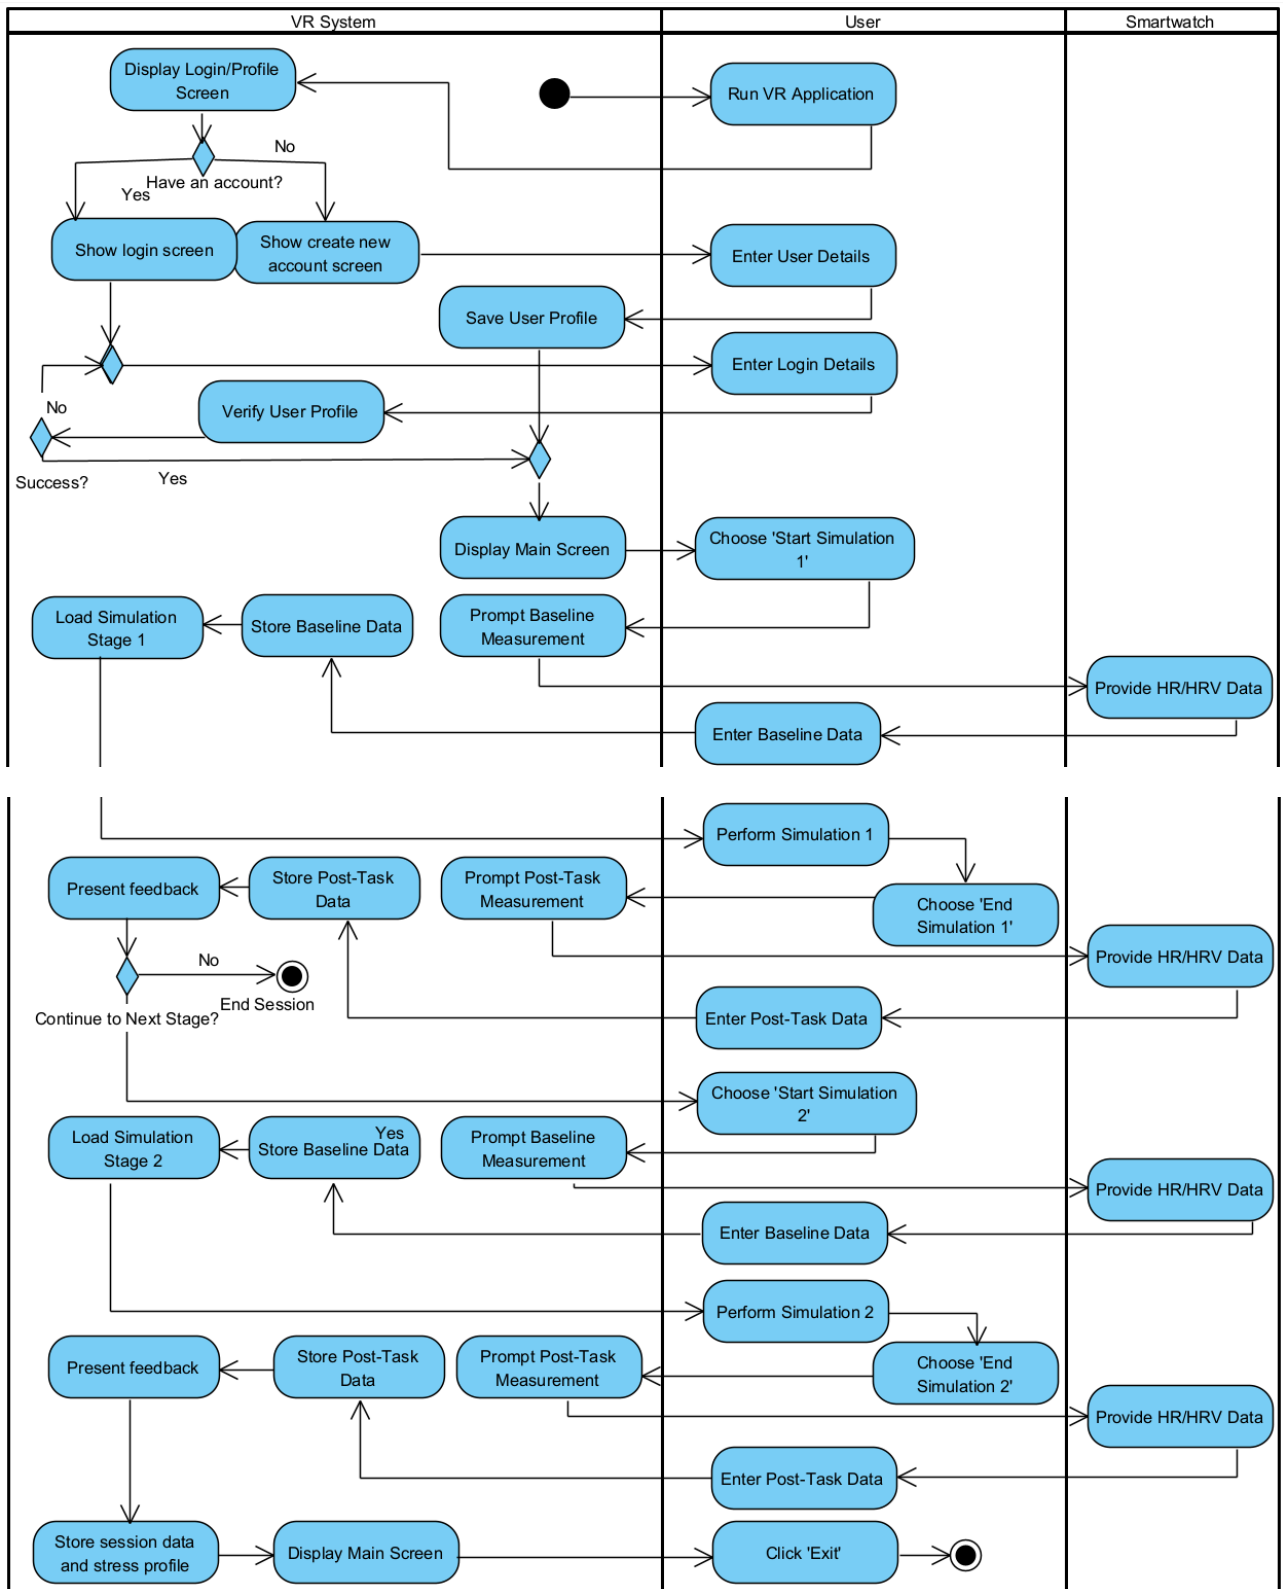 VR System
User
Smartwatch
Display Login/Profile
Screen
Run VR Application
No
Have an account?
Yes
Show login screen
Show create new
account screen
Enter User Details
Save User Profile
Enter Login Details
No
Verify User Profile
Success?
Yes
Display Main Screen
Choose 'Start Simulation
1'
Load Simulation
Stage 1
Store Baseline Data
Prompt Baseline
Measurement
Provide HR/HRV Data
Enter Baseline Data
Perform Simulation 1
Present feedback
Store Post-Task
Data
Prompt Post-Task
Measurement
Choose 'End
Simulation 1'
No
End Session
Provide HR/HRV Data
Continue to Next Stage?
Enter Post-Task Data
Choose 'Start Simulation
2'
Load Simulation
Stage 2
Yes
Store Baseline Data
Prompt Baseline
Measurement
Provide HR/HRV Data
Enter Baseline Data
Perform Simulation 2
Present feedback
Store Post-Task
Data
Prompt Post-Task
Measurement
Choose 'End
Simulation 2'
Provide HR/HRV Data
Enter Post-Task Data
Store session data
and stress profile
Display Main Screen
Click 'Exit'